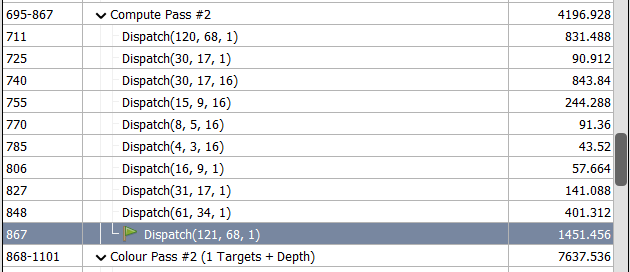 695-867 Compute Pass #2 4196.928
711 Dispatch(120, 68, 1) 831.488
725 Dispatch(30, 17, 1) 90.912
740 Dispatch(30, 17, 16) 843.84
755 Dispatch(15, 9, 16) 244.288
770 Dispatch(8, 5, 16) 91.36
785 Dispatch(4, 3, 16) 43.52
806 Dispatch(16, 9, 1) 57.664
827 Dispatch(31, 17, 1) 141.088
848 Dispatch(61, 34, 1) 401.312
867 Dispatch(121, 68, 1) 1451.456
868-1101 Colour Pass #2 (1 Targets + Depth) 7637.536